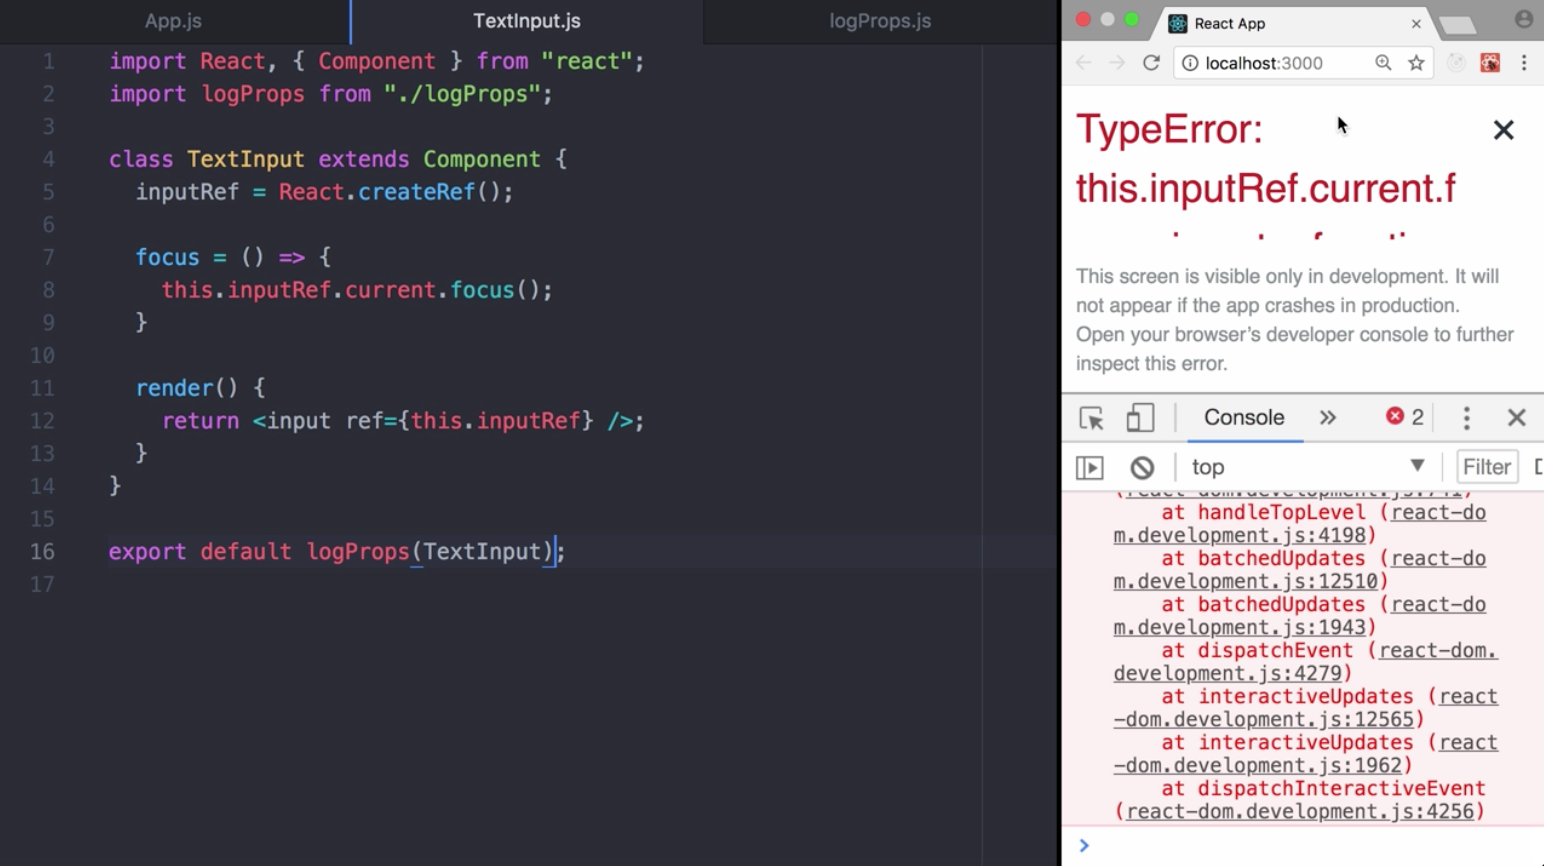 App.js
TextInput.js
logProps.js
1 import React, { Component } from "react";
2 import logProps from "./logProps";
3
4 class TextInput extends Component {
5 inputRef = React.createRef();
6
7 focus = () => {
8 this.inputRef.current.focus();
9 }
10
11 render() {
12 return <input ref={this.inputRef} />;
13 }
14 }
15
16 export default logProps(TextInput);
17
React App
localhost:3000
TypeError:
this.inputRef.current.f
This screen is visible only in development. It will
not appear if the app crashes in production.
Open your browser’s developer console to further
inspect this error.
Console
2
top
Filter
(react-dom.development.js:741)
at handleTopLevel (react-do
m.development.js:4198)
at batchedUpdates (react-do
m.development.js:12510)
at batchedUpdates (react-do
m.development.js:1943)
at dispatchEvent (react-dom.
development.js:4279)
at interactiveUpdates (react
-dom.development.js:12565)
at interactiveUpdates (react
-dom.development.js:1962)
at dispatchInteractiveEvent
(react-dom.development.js:4256)